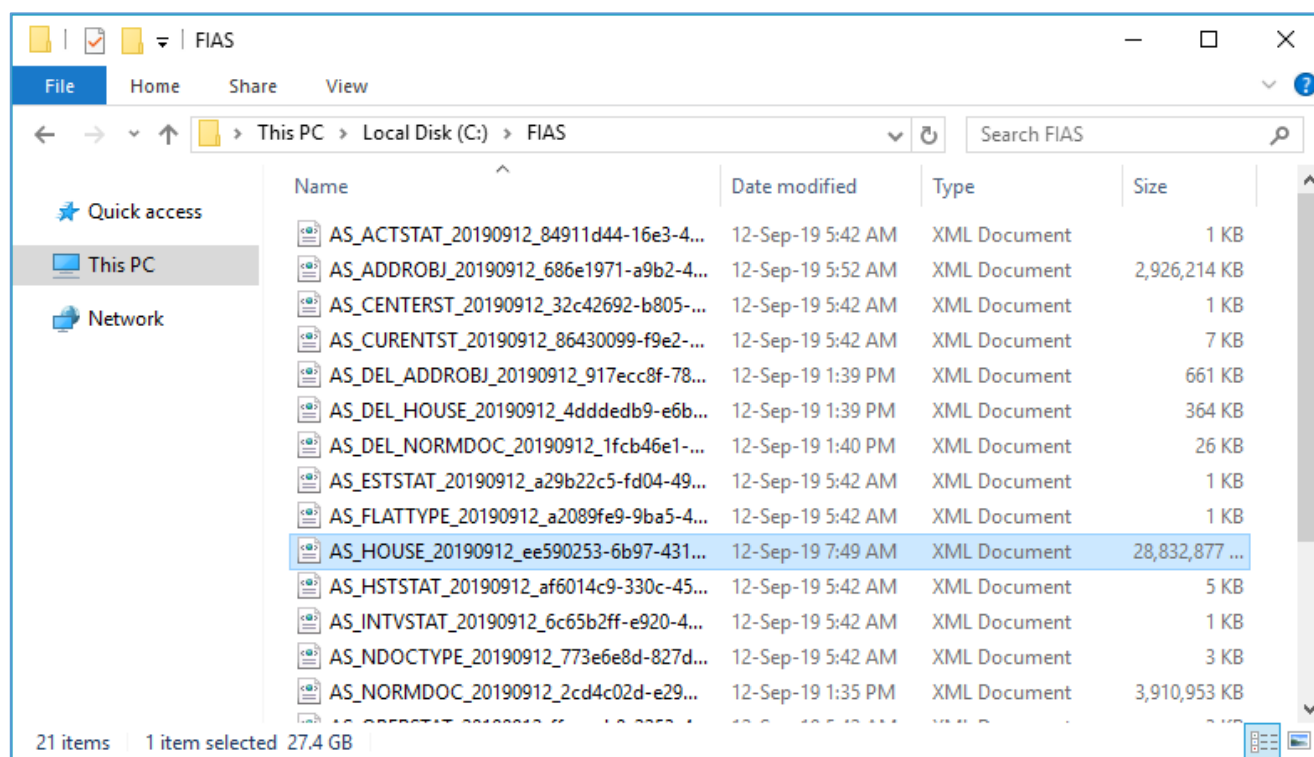 FIAS
File Home Share View
This PC > Local Disk (C:) > FIAS Search FIAS
Name Date modified Type Size
Quick access
This PC
Network
AS_ACTSTAT_20190912_84911d44-16e3-4... 12-Sep-19 5:42 AM XML Document 1 KB
AS_ADDROBJ_20190912_686e1971-a9b2-4... 12-Sep-19 5:52 AM XML Document 2,926,214 KB
AS_CENTERST_20190912_32c42692-b805-... 12-Sep-19 5:42 AM XML Document 1 KB
AS_CURENTST_20190912_86430099-f9e2-... 12-Sep-19 5:42 AM XML Document 7 KB
AS_DEL_ADDROBJ_20190912_917ecc8f-78... 12-Sep-19 1:39 PM XML Document 661 KB
AS_DEL_HOUSE_20190912_4dddedb9-e6b... 12-Sep-19 1:39 PM XML Document 364 KB
AS_DEL_NORMDOC_20190912_1fcb46e1-... 12-Sep-19 1:40 PM XML Document 26 KB
AS_ESTSTAT_20190912_a29b22c5-fd04-49... 12-Sep-19 5:42 AM XML Document 1 KB
AS_FLATTYPE_20190912_a2089fe9-9ba5-4... 12-Sep-19 5:42 AM XML Document 1 KB
AS_HOUSE_20190912_ee590253-6b97-431... 12-Sep-19 7:49 AM XML Document 28,832,877 ...
AS_HSTSTAT_20190912_af6014c9-330c-45... 12-Sep-19 5:42 AM XML Document 5 KB
AS_INTVSTAT_20190912_6c65b2ff-e920-4... 12-Sep-19 5:42 AM XML Document 1 KB
AS_NDOCTYPE_20190912_773e6e8d-827d... 12-Sep-19 5:42 AM XML Document 3 KB
AS_NORMDOC_20190912_2cd4c02d-e29... 12-Sep-19 1:35 PM XML Document 3,910,953 KB
21 items 1 item selected 27.4 GB